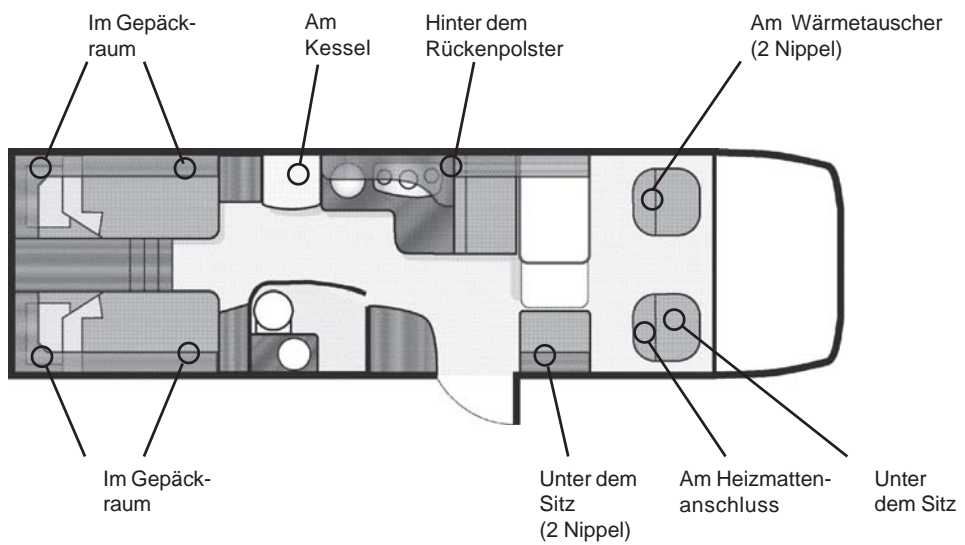 Im Gepäck-
raum
Am
Kessel
Hinter dem
Rückenpolster
Am Wärmetauscher
(2 Nippel)
Im Gepäck-
raum
Unter dem
Sitz
(2 Nippel)
Am Heizmatten-
anschluss
Unter
dem Sitz